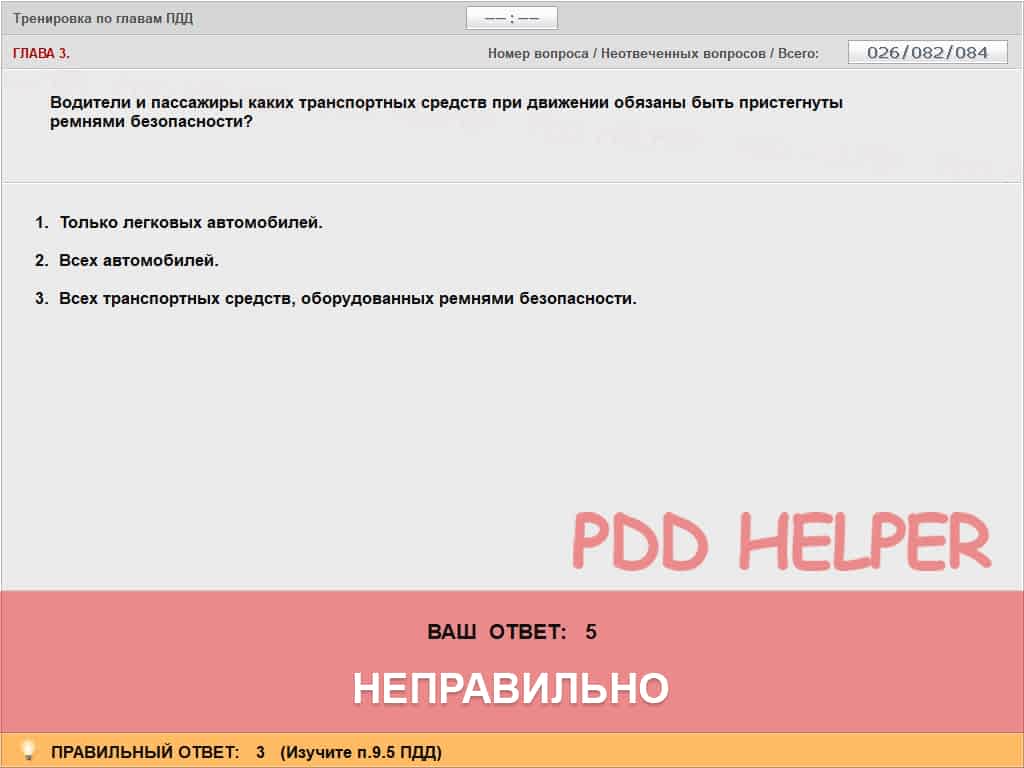 Тренировка по главам ПДД
—— : ——
ГЛАВА 3.
Номер вопроса / Неотвеченных вопросов / Всего:
026/082/084
Водители и пассажиры каких транспортных средств при движении обязаны быть пристегнуты
ремнями безопасности?
1. Только легковых автомобилей.
2. Всех автомобилей.
3. Всех транспортных средств, оборудованных ремнями безопасности.
PDD HELPER
ВАШ ОТВЕТ: 5
НЕПРАВИЛЬНО
ПРАВИЛЬНЫЙ ОТВЕТ: 3 (Изучите п.9.5 ПДД)